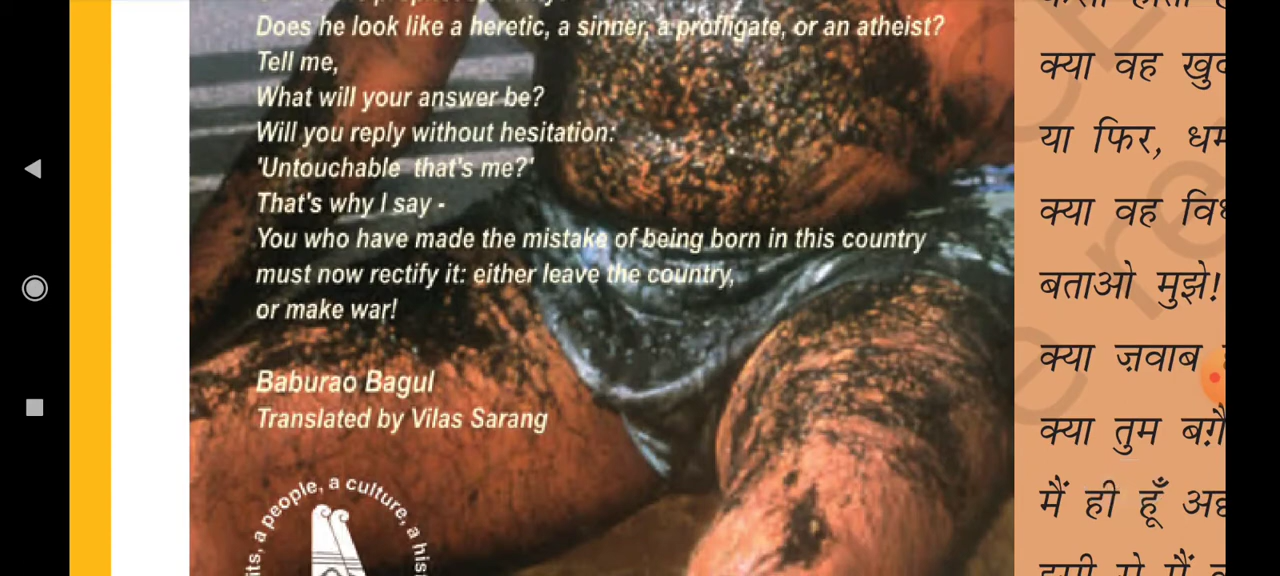 Does he look like a heretic, a sinner, a profligate, or an atheist?
Tell me,
What will your answer be?
Will you reply without hesitation:
'Untouchable that's me?'
That's why I say -
You who have made the mistake of being born in this country
must now rectify it: either leave the country,
or make war!
Baburao Bagul
Translated by Vilas Sarang
a people, a culture, a
क्या वह
या फिर,
क्या वह
बताओ मुझे!
क्या ज़वाब
क्या तुम
मैं ही हूँ